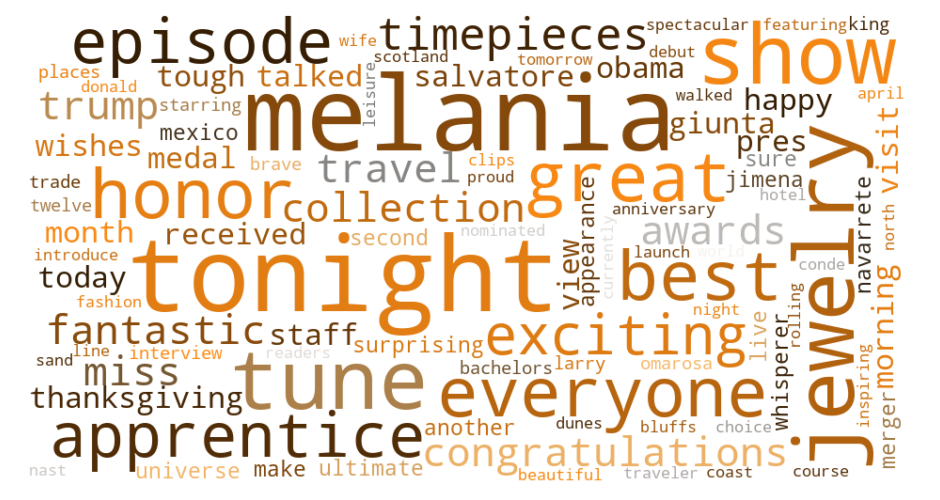 spectacular featuring king
episode wife timepieces show
scotland tomorrow debut
places tough talked salvatore obama
donald leisure
trump starring melania walked happy april
mexico giunta
wishes medal brave travel clips great pres sure visit
proud jimena
trade honor collection hotel
twelve anniversary navarrete north
month received second nominated view appearance awards
introduce tonight currently launch world best conde jewelry
today
fashion night rolling morning
fantastic staff surprising exciting live
sand line interview readers bachelors larry omarosa whisperer inspiring
miss tune everyone
thanksgiving merger
apprentice another dunes bluffs choice
congratulations
nast universe make ultimate beautiful traveler coast course